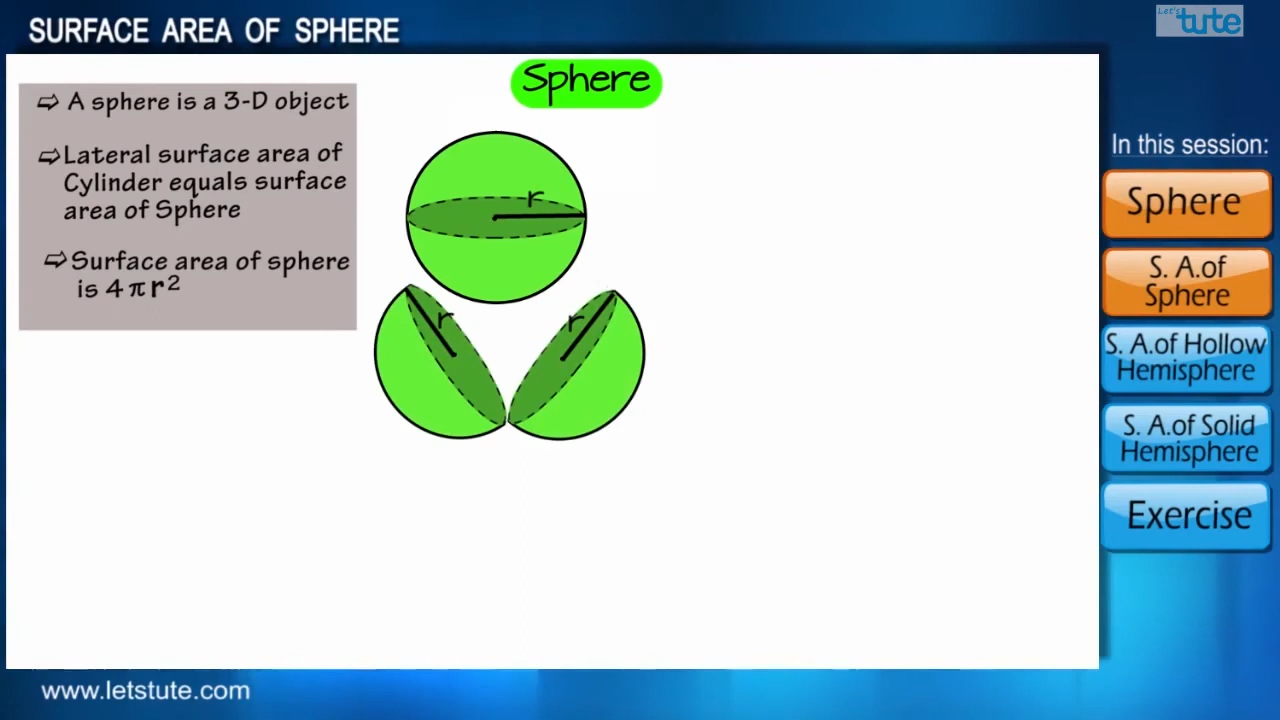 SURFACE AREA OF SPHERE
Let's
tute
Sphere
⇨ A sphere is a 3-D object
⇨ Lateral surface area of
Cylinder equals surface
area of Sphere
⇨ Surface area of sphere
is 4πr²
r
r
r
In this session:
Sphere
S. A.of
Sphere
S. A.of Hollow
Hemisphere
S. A.of Solid
Hemisphere
Exercise
www.letstute.com